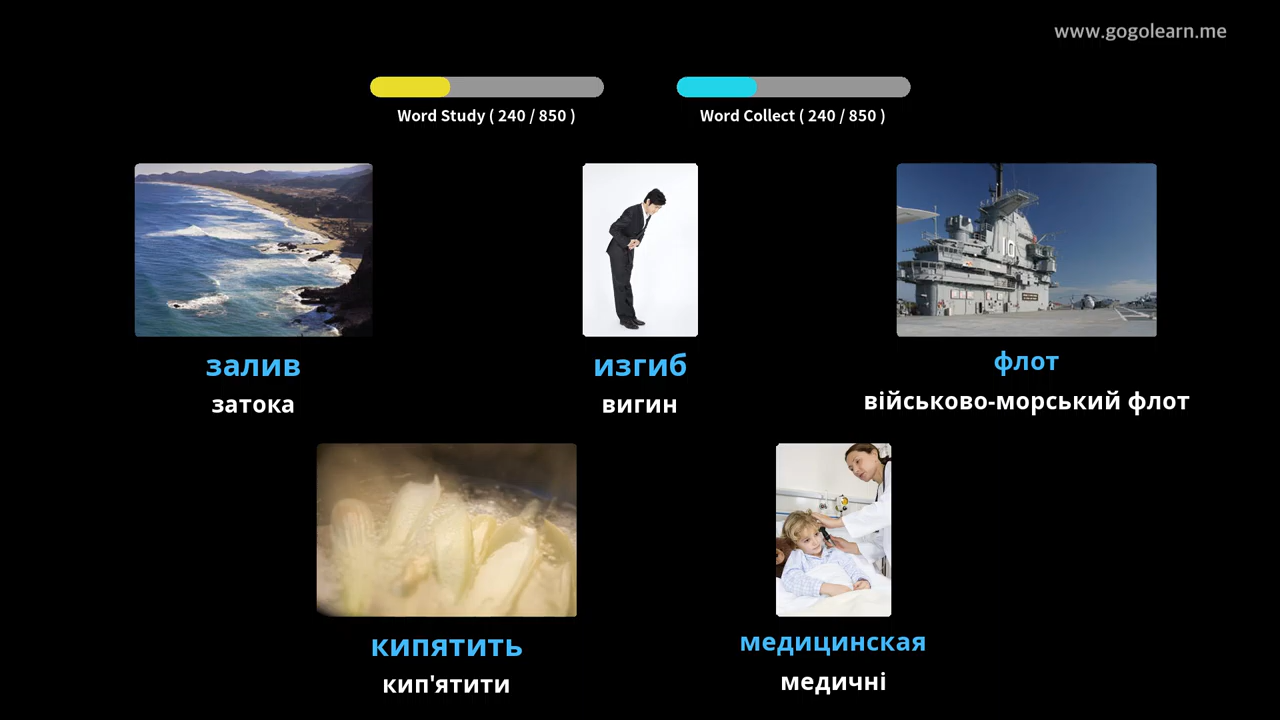 www.gogolearn.me
Word Study ( 240 / 850 )
Word Collect ( 240 / 850 )
10
залив
затока
изгиб
вигин
флот
військово-морський флот
кипятить
кип'ятити
медицинская
медичні